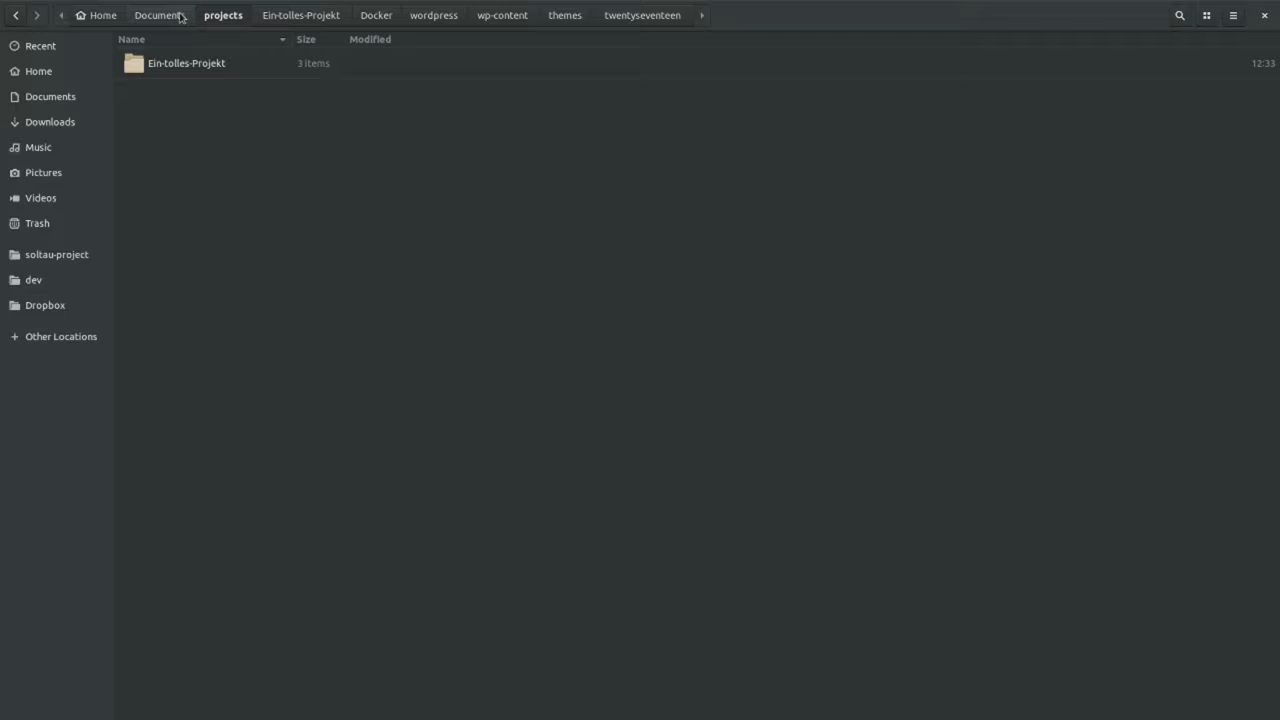 Home Documents projects Ein-tolles-Projekt Docker wordpress wp-content themes twentyseventeen
Name Size Modified
Ein-tolles-Projekt 3 items 12:33
Recent
Home
Documents
Downloads
Music
Pictures
Videos
Trash
soltau-project
dev
Dropbox
Other Locations